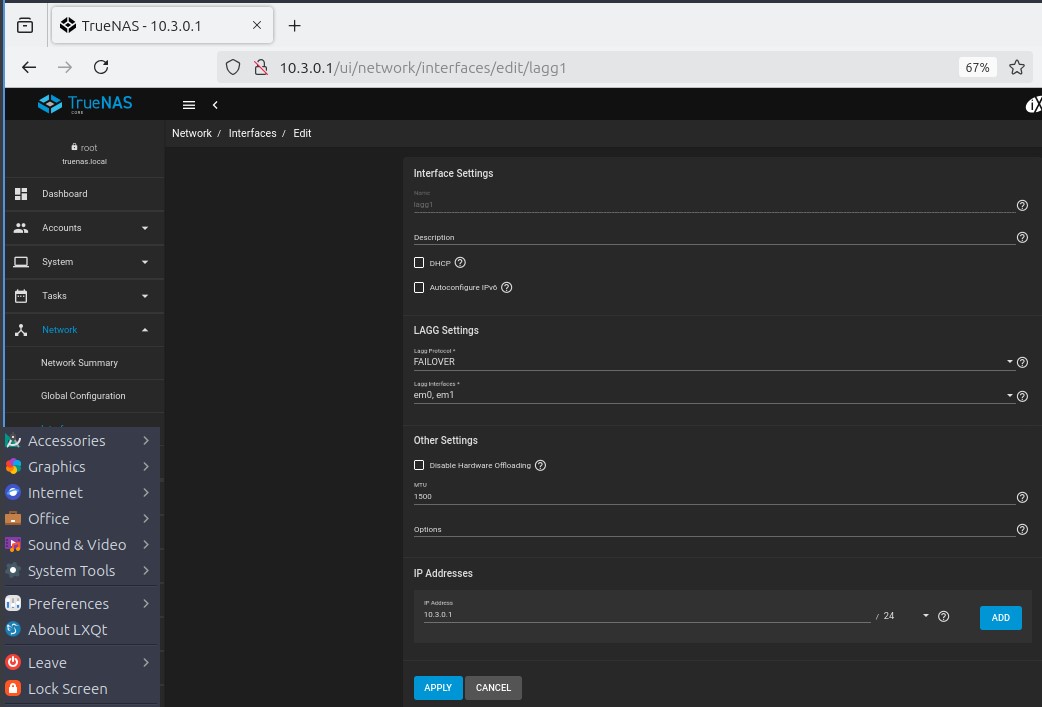 TrueNAS - 10.3.0.1
10.3.0.1/ui/network/interfaces/edit/lagg1
67%
TrueNAS
CORE
root
truenas.local
Dashboard
Accounts
System
Tasks
Network
Network Summary
Global Configuration
Accessories
Graphics
Internet
Office
Sound & Video
System Tools
Preferences
About LXQt
Leave
Lock Screen
Network / Interfaces / Edit
Interface Settings
Name
lagg1
Description
DHCP
Autoconfigure IPv6
LAGG Settings
Lagg Protocol *
FAILOVER
Lagg Interfaces *
em0, em1
Other Settings
Disable Hardware Offloading
MTU
1500
Options
IP Addresses
IP Address
10.3.0.1 / 24
ADD
APPLY CANCEL